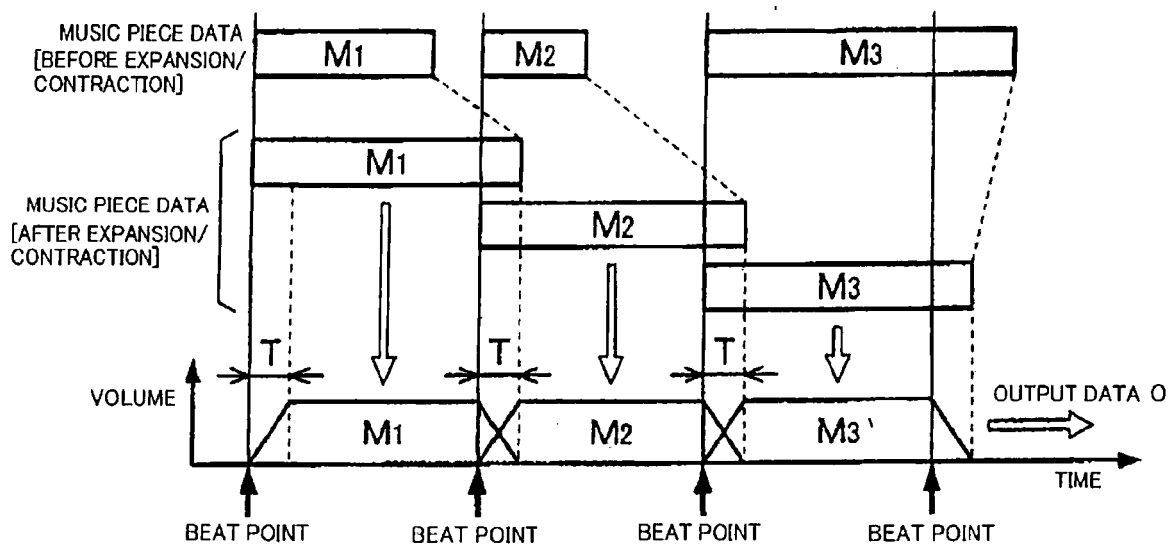 MUSIC PIECE DATA
[BEFORE EXPANSION/
CONTRACTION]
M1
M2
M3
MUSIC PIECE DATA
[AFTER EXPANSION/
CONTRACTION]
M1
M2
M3
T
T
T
VOLUME
M1
M2
M3
OUTPUT DATA O
TIME
BEAT POINT
BEAT POINT
BEAT POINT
BEAT POINT